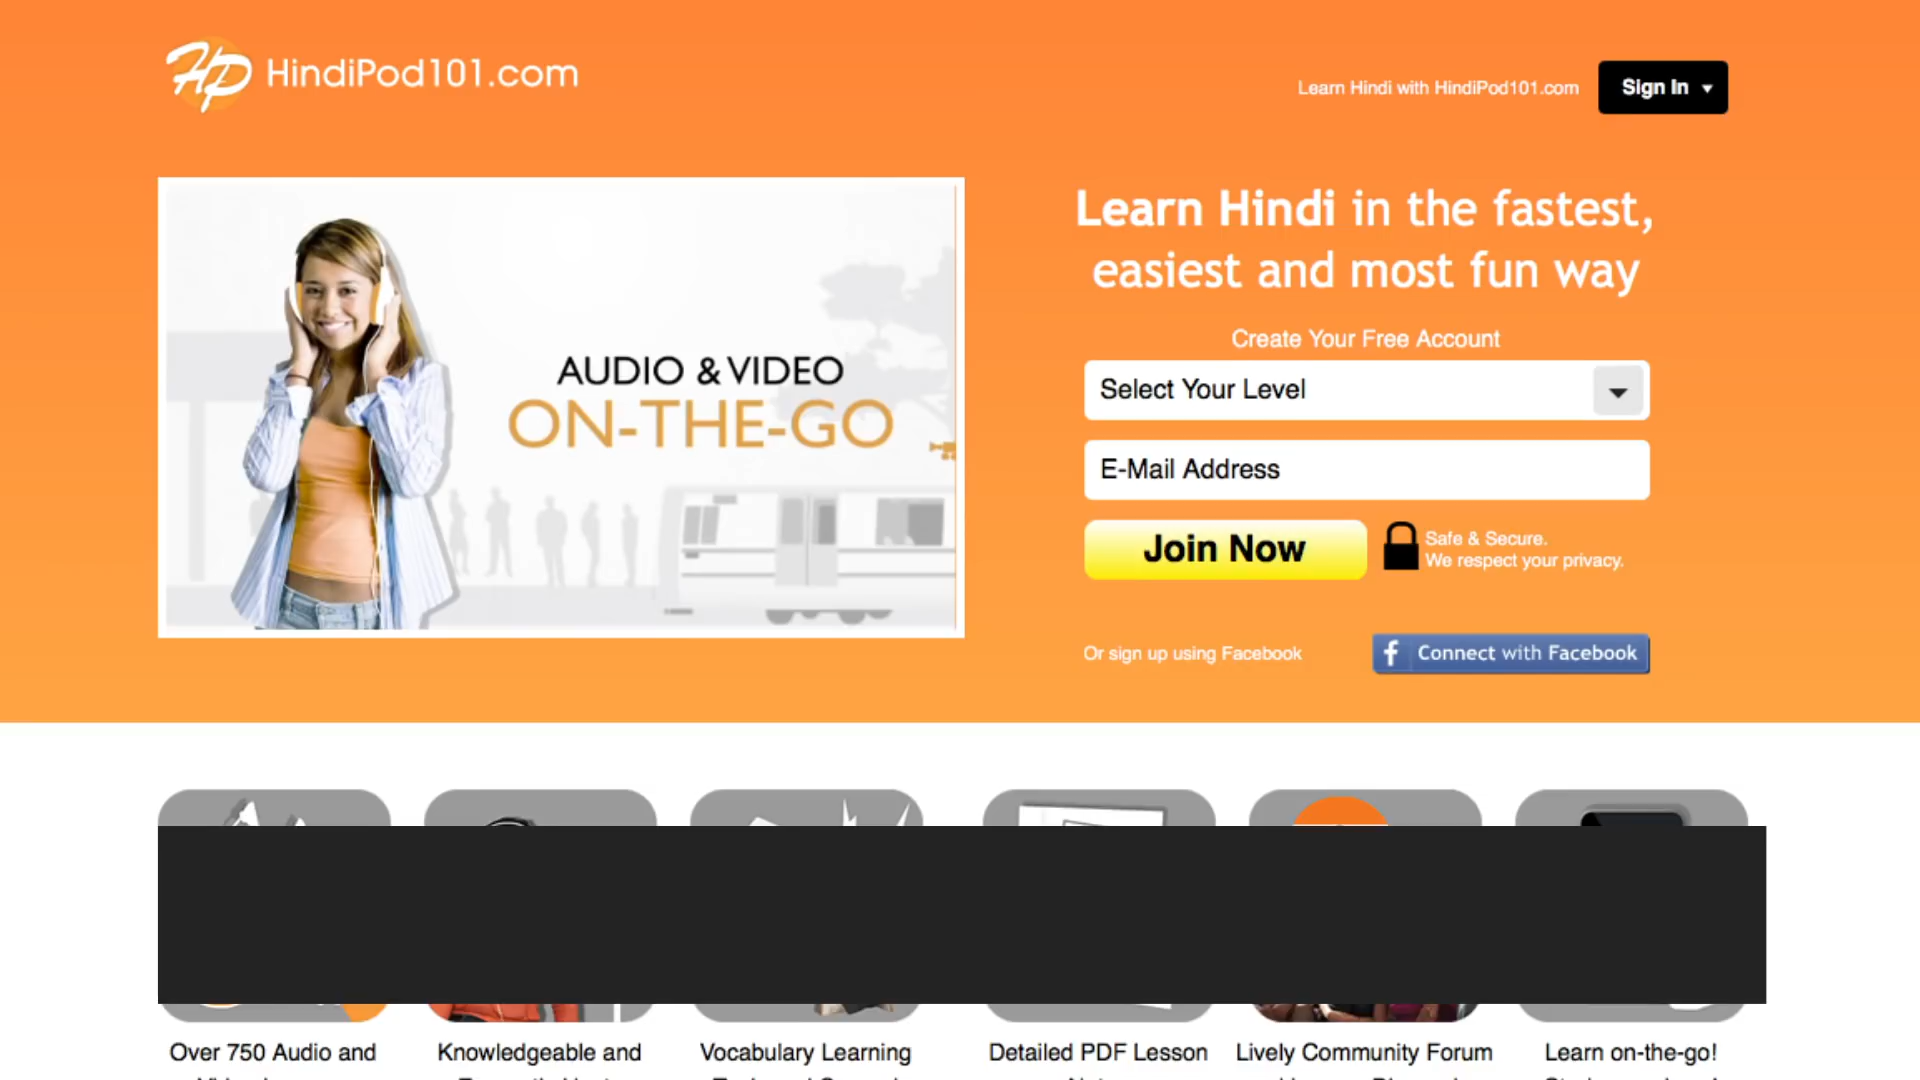 HP HindiPod101.com
Learn Hindi with HindiPod101.com
Sign In
AUDIO & VIDEO
ON-THE-GO
Learn Hindi in the fastest,
easiest and most fun way
Create Your Free Account
Select Your Level
E-Mail Address
Join Now
Safe & Secure.
We respect your privacy.
Or sign up using Facebook
f Connect with Facebook
Over 750 Audio and
Knowledgeable and
Vocabulary Learning
Detailed PDF Lesson
Lively Community Forum
Learn on-the-go!